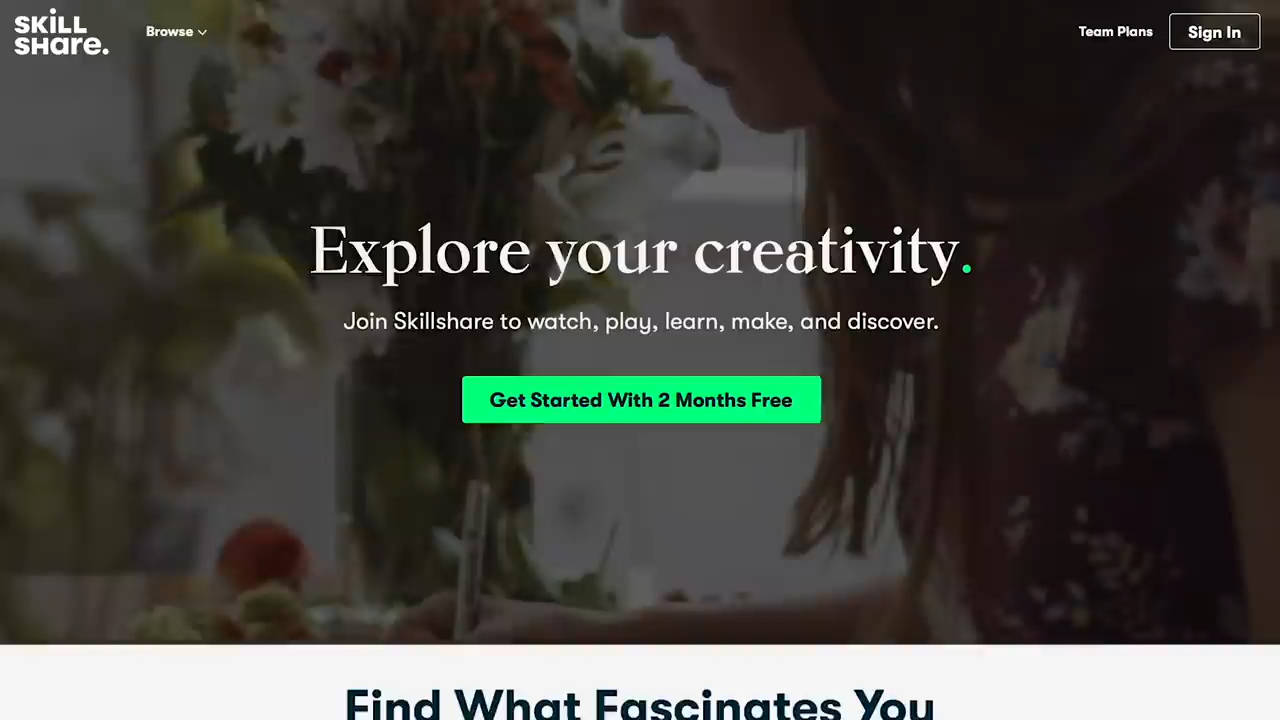 SKiLL
SHare.
Browse
Team Plans
Sign In
Explore your creativity.
Join Skillshare to watch, play, learn, make, and discover.
Get Started With 2 Months Free
Find What Fascinates You